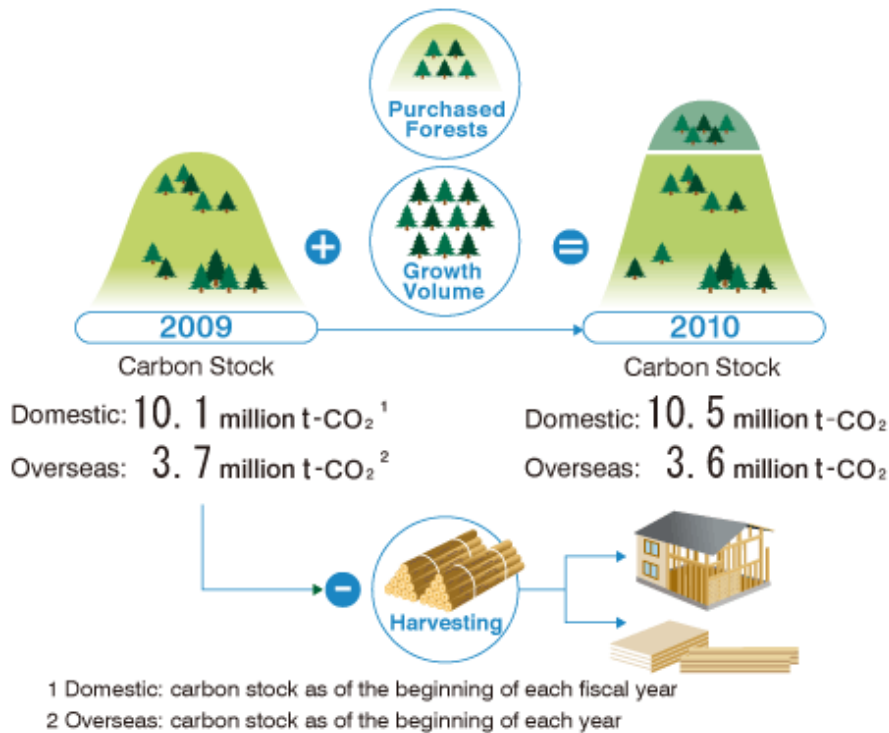 Purchased
Forests
+
Growth
Volume
=
2009
2010
Carbon Stock
Domestic: 10.1 million t-CO₂ ¹
Overseas: 3.7 million t-CO₂ ²
Carbon Stock
Domestic: 10.5 million t-CO₂
Overseas: 3.6 million t-CO₂
-
Harvesting
1 Domestic: carbon stock as of the beginning of each fiscal year
2 Overseas: carbon stock as of the beginning of each year